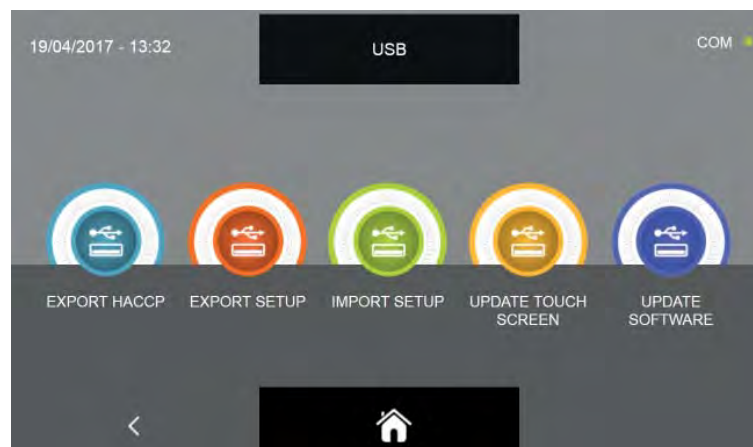 19/04/2017 - 13:32
USB
COM
EXPORT HACCP
EXPORT SETUP
IMPORT SETUP
UPDATE TOUCH
SCREEN
UPDATE
SOFTWARE